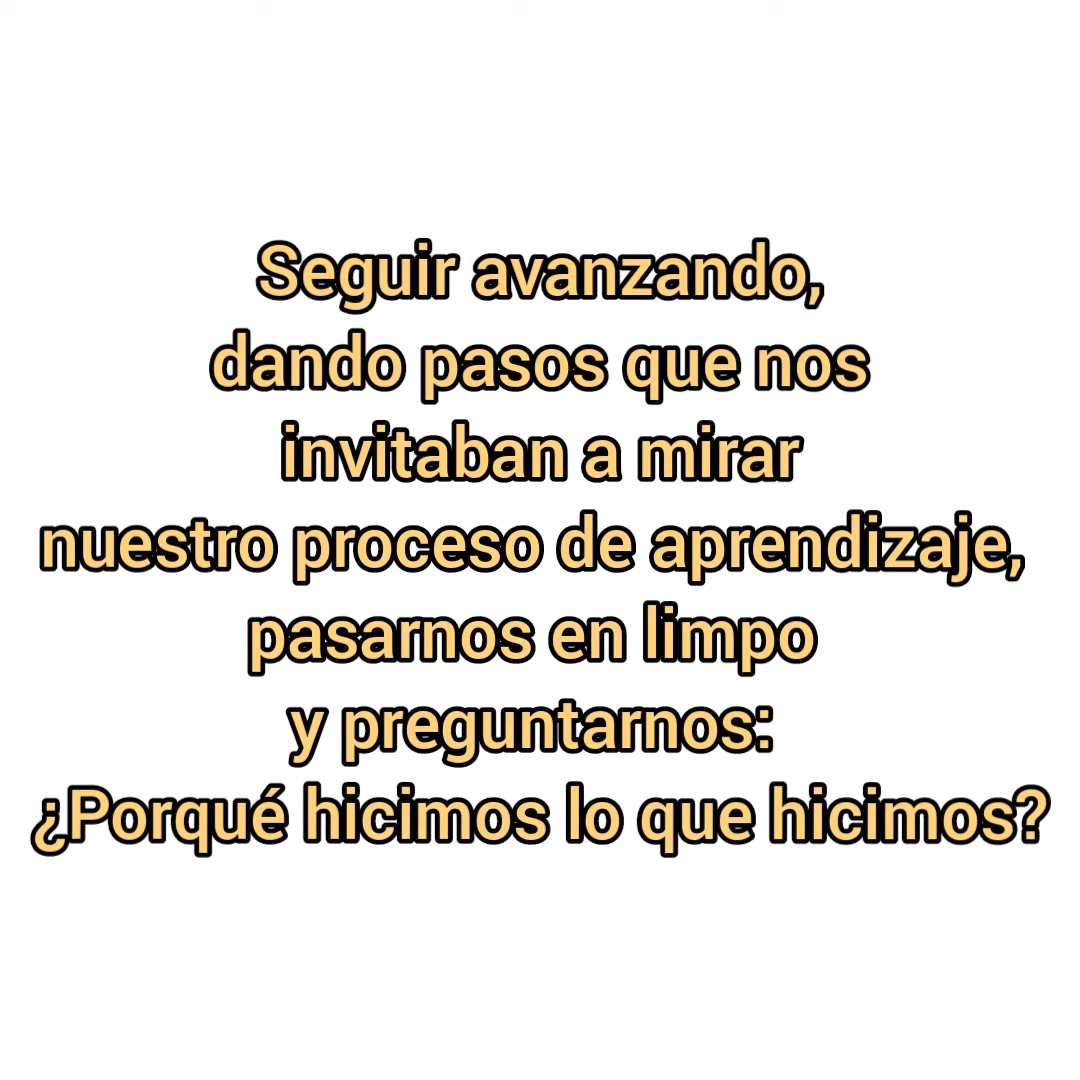 Seguir avanzando,
dando pasos que nos
invitaban a mirar
nuestro proceso de aprendizaje,
pasarnos en limpo
y preguntarnos:
¿Porqué hicimos lo que hicimos?